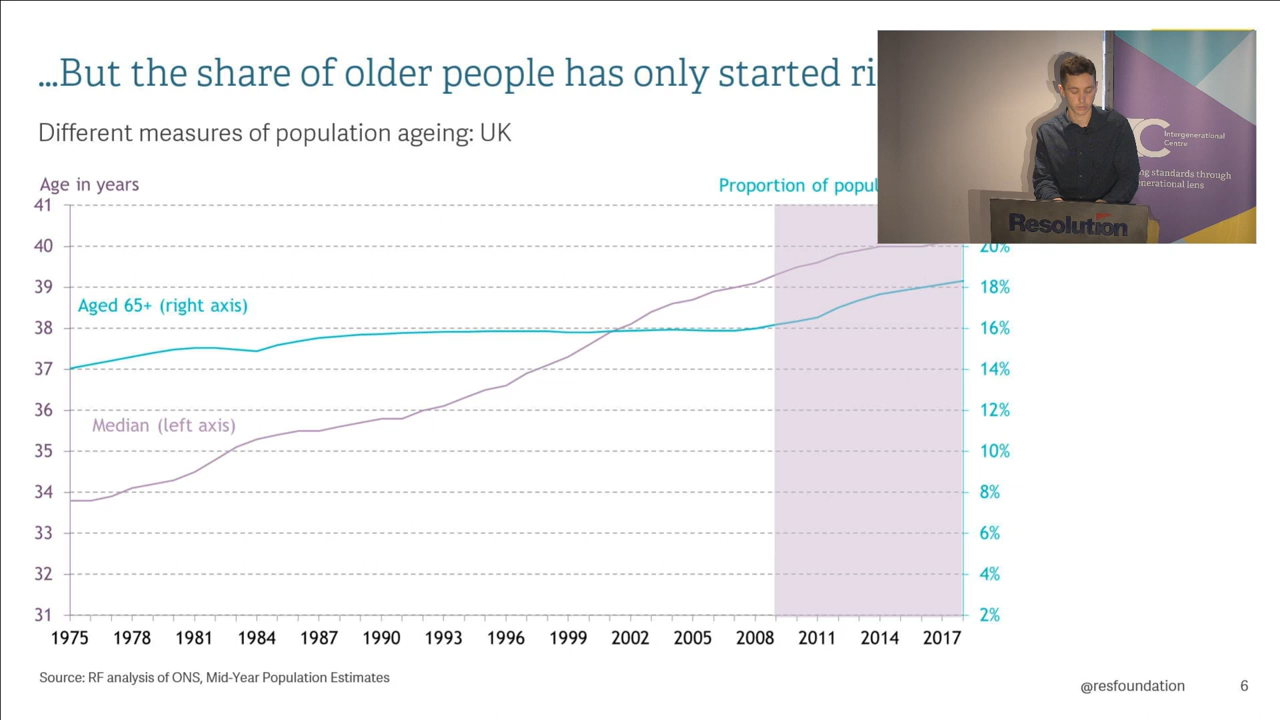 ...But the share of older people has only started
Different measures of population ageing: UK
Age in years
Proportion of
41
40
39
38
37
36
35
34
33
32
31
20%
18%
16%
14%
12%
10%
8%
6%
4%
2%
Aged 65+ (right axis)
Median (left axis)
1975 1978 1981 1984 1987 1990 1993 1996 1999 2002 2005 2008 2011 2014 2017
Source: RF analysis of ONS, Mid-Year Population Estimates
@resfoundation
6
Intergenerational
Centre
standards through
lens
Resolution